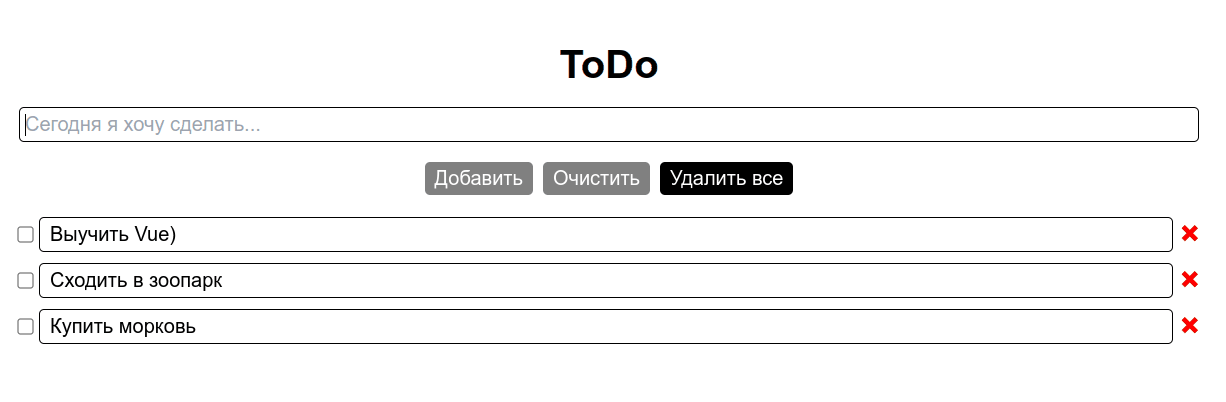 ToDo
Сегодня я хочу сделать...
Добавить Очистить Удалить все
Выучить Vue)
Сходить в зоопарк
Купить морковь